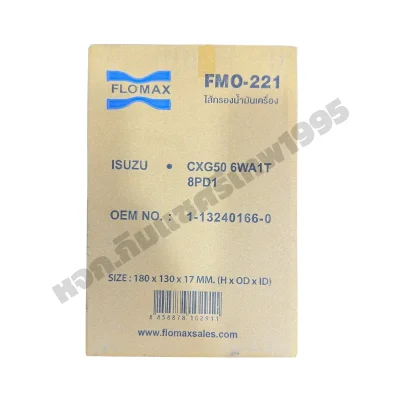 FLOMAX
FMO-221
ไส้กรองน้ำมันเครื่อง
ISUZU • CXG50 6WA1T
8PD1
OEM NO. : 1-13240166-0
SIZE : 180 x 130 x 17 MM. (H x OD x ID)
www.flomaxsales.com